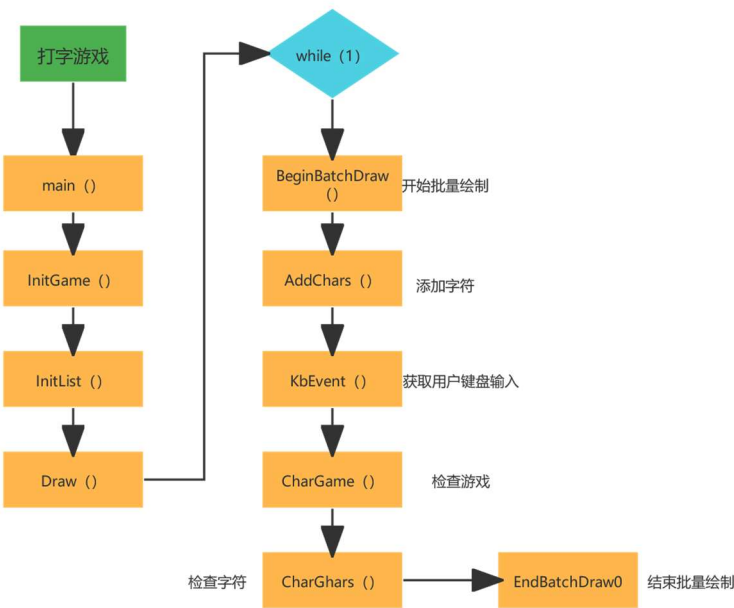 打字游戏
main（）
InitGame（）
InitList（）
Draw（）
while（1）
BeginBatchDraw
（）
开始批量绘制
AddChars（）
添加字符
KbEvent（）
获取用户键盘输入
CharGame（）
检查游戏
检查字符
CharGhars（）
EndBatchDraw0
结束批量绘制